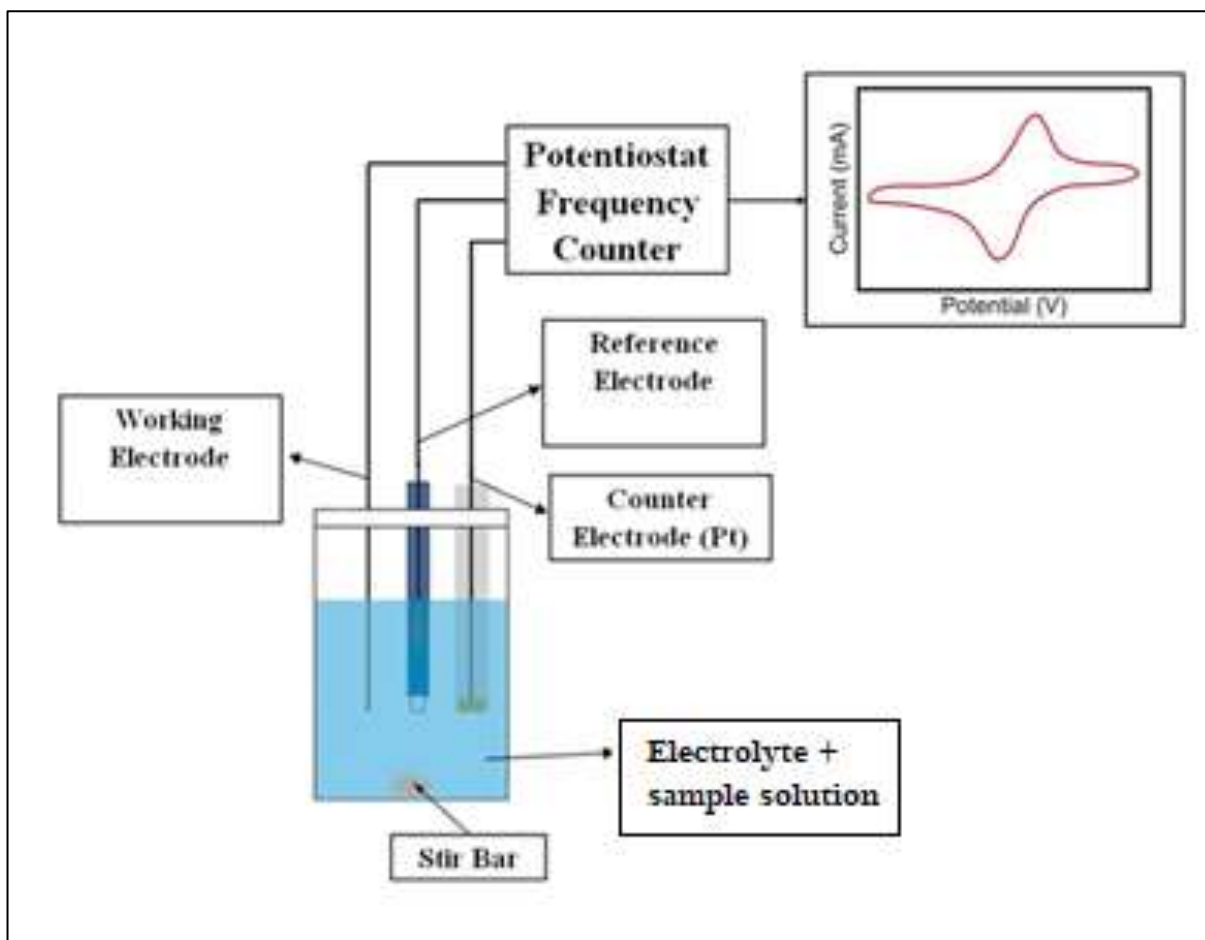 Potentiostat
Frequency
Counter
Current (mA)
Potential (V)
Reference
Electrode
Working
Electrode
Counter
Electrode (Pt)
Electrolyte +
sample solution
Stir Bar